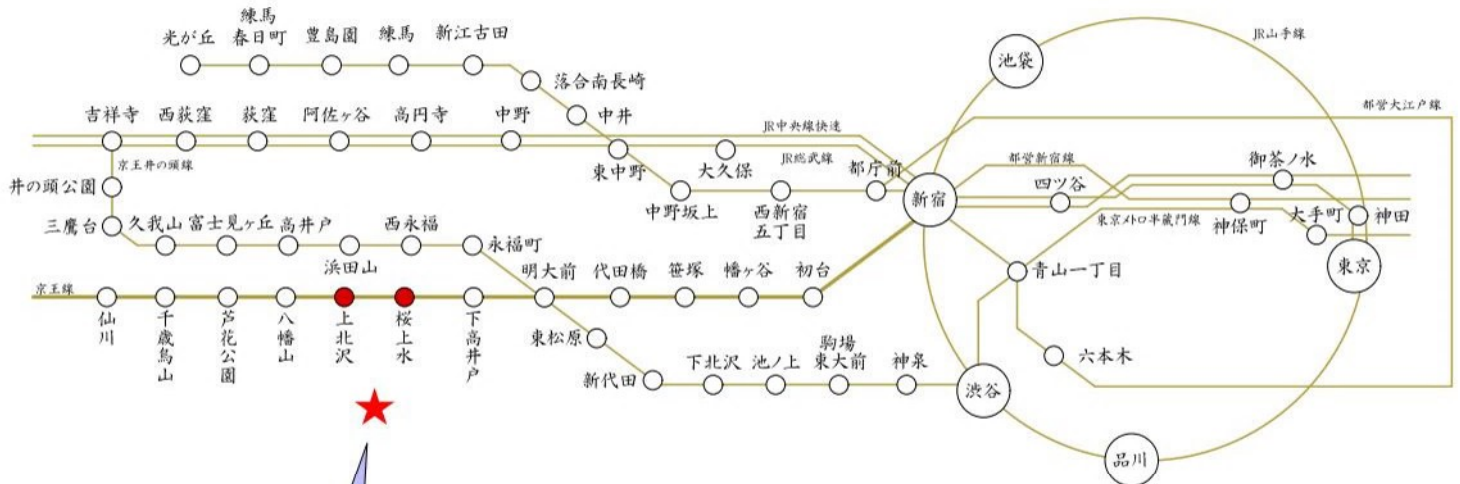 光が丘
練馬
春日町
豊島園
練馬
新江古田
落合南長崎
中井
東中野
中野坂上
西新宿
五丁目
都庁前
新宿
池袋
JR山手線
都営大江戸線
吉祥寺
西荻窪
荻窪
阿佐ヶ谷
高円寺
中野
大久保
JR中央線快速
JR総武線
都営新宿線
四ツ谷
御茶ノ水
神保町
大手町
神田
東京
東京メトロ半蔵門線
京王井の頭線
井の頭公園
三鷹台
久我山
富士見ヶ丘
高井戸
浜田山
西永福
永福町
明大前
代田橋
笹塚
幡ヶ谷
初台
青山一丁目
六本木
京王線
仙川
千歳烏山
芦花公園
八幡山
上北沢
桜上水
下高井戸
東松原
新代田
下北沢
池ノ上
駒場
東大前
神泉
渋谷
品川